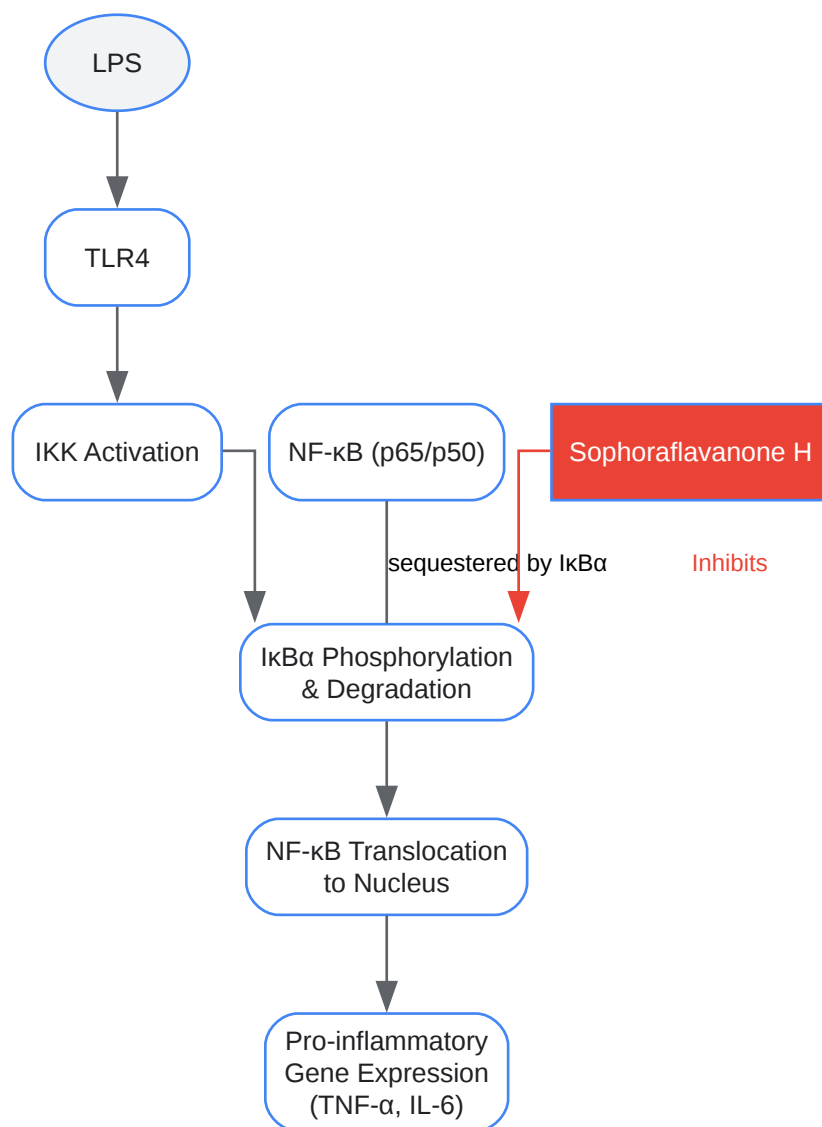 LPS
TLR4
IKK Activation
NF-κB (p65/p50)
Sophoraflavanone H
sequestered by IκBα
Inhibits
IκBα Phosphorylation
& Degradation
NF-κB Translocation
to Nucleus
Pro-inflammatory
Gene Expression
(TNF-α, IL-6)